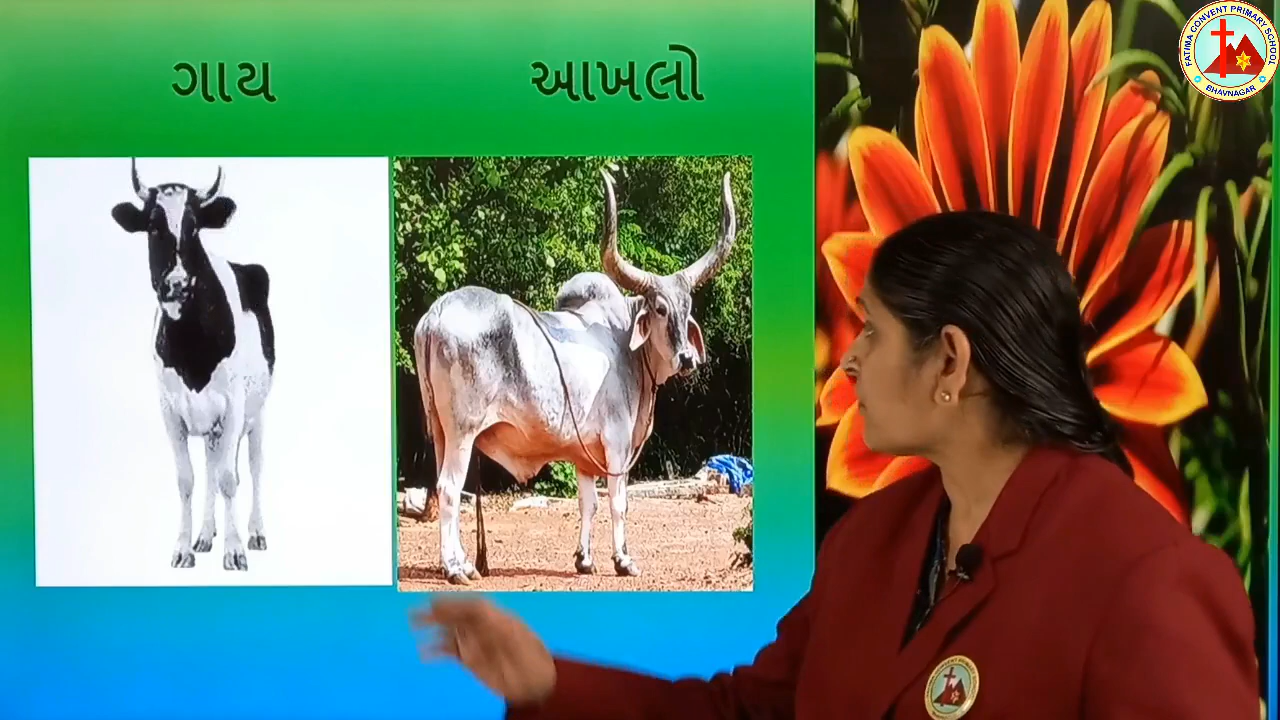 ગાય
આખલો
FATIMA CONVENT PRIMARY SCHOOL
BHAVNAGAR